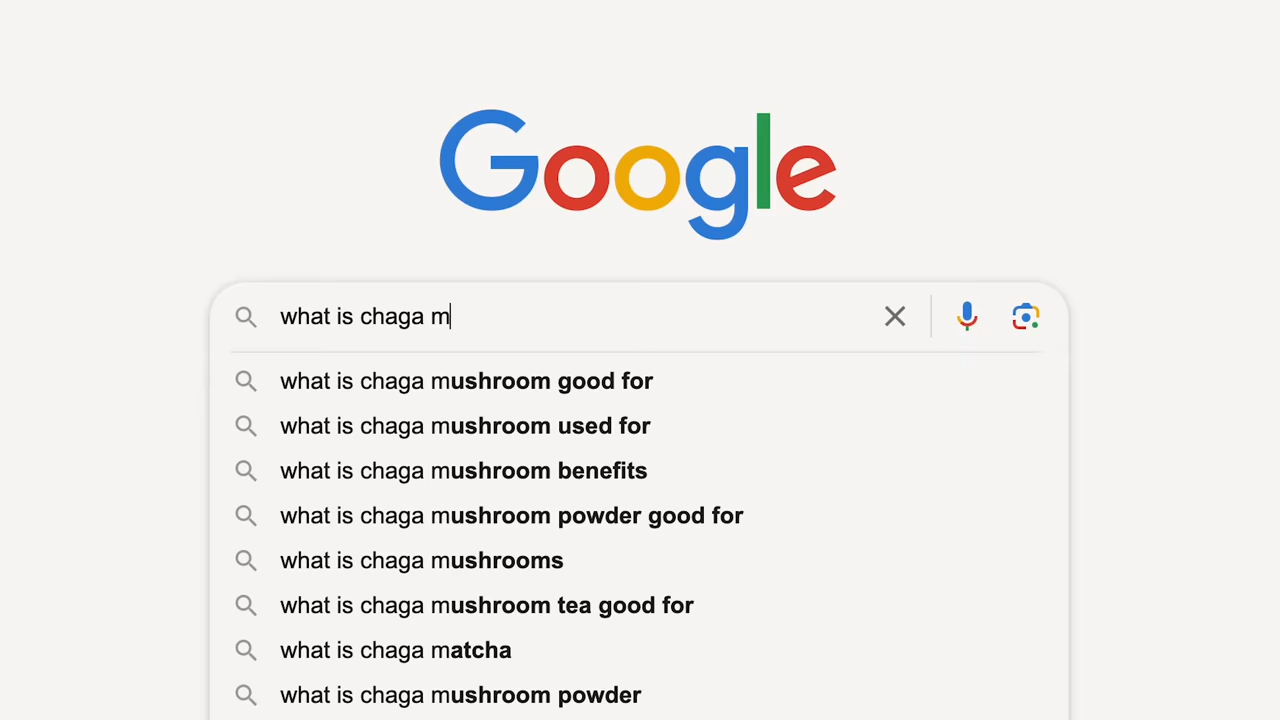 Google
what is chaga m
what is chaga mushroom good for
what is chaga mushroom used for
what is chaga mushroom benefits
what is chaga mushroom powder good for
what is chaga mushrooms
what is chaga mushroom tea good for
what is chaga matcha
what is chaga mushroom powder